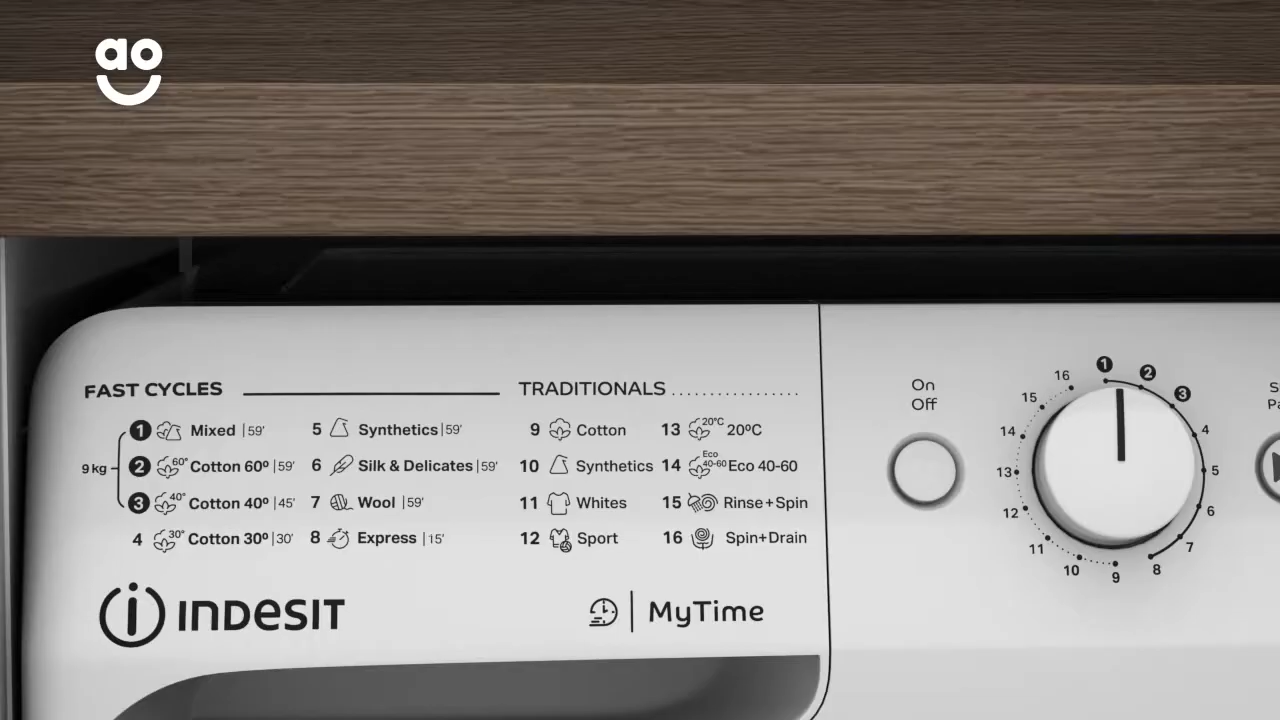 ao
FAST CYCLES
TRADITIONALS
9 kg
1 Mixed |59'
2 60° Cotton 60º |59'
3 40° Cotton 40º |45'
4 30° Cotton 30º |30'
5 Synthetics |59'
6 Silk & Delicates |59'
7 Wool |59'
8 Express |15'
9 Cotton
10 Synthetics
11 Whites
12 Sport
13 20°C 20ºC
14 Eco 40-60 Eco 40-60
15 Rinse+Spin
16 Spin+Drain
INDESIT
MyTime
On
Off
1
2
3
4
5
6
7
8
9
10
11
12
13
14
15
16